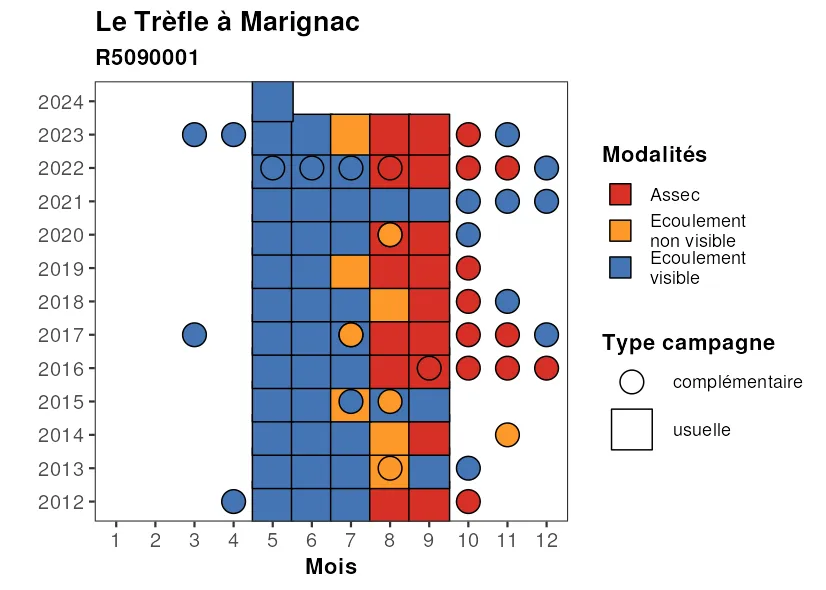 Le Trèfle à Marignac
R5090001
2024
2023
2022
2021
2020
2019
2018
2017
2016
2015
2014
2013
2012
1 2 3 4 5 6 7 8 9 10 11 12
Mois
Modalités
Assec
Ecoulement
non visible
Ecoulement
visible
Type campagne
complémentaire
usuelle